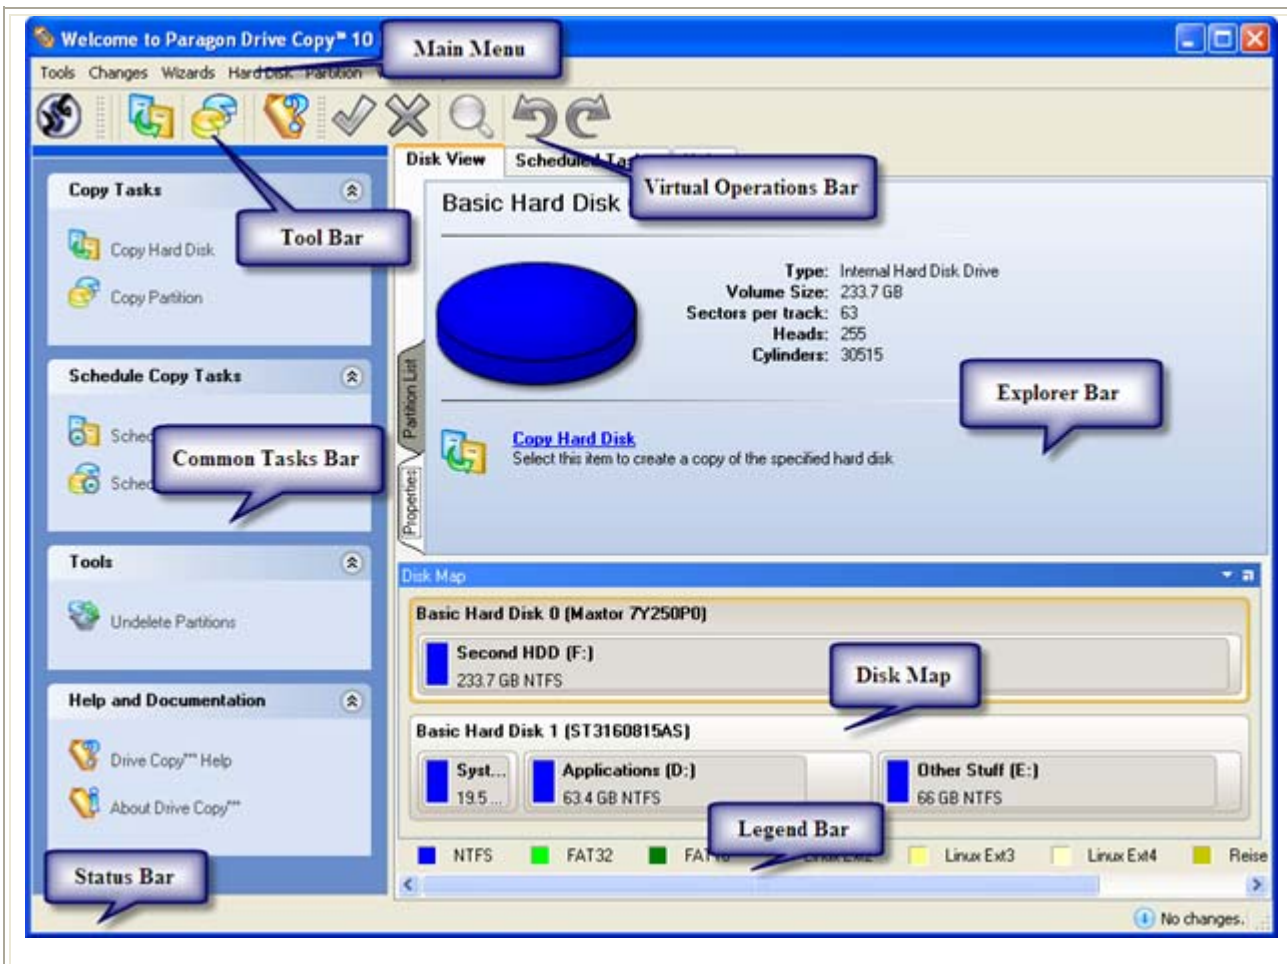 Welcome to Paragon Drive Copy™ 10
Main Menu
Tools Changes Wizards Hard Disk Partition
Disk View Scheduled
Virtual Operations Bar
Tool Bar
Copy Tasks
Copy Hard Disk
Copy Partition
Schedule Copy Tasks
Common Tasks Bar
Tools
Undelete Partitions
Help and Documentation
Drive Copy™ Help
About Drive Copy™
Status Bar
Basic Hard Disk
Type: Internal Hard Disk Drive
Volume Size: 233.7 GB
Sectors per track: 63
Heads: 255
Cylinders: 30515
Explorer Bar
Partition List
Properties
Copy Hard Disk
Select this item to create a copy of the specified hard disk
Disk Map
Basic Hard Disk 0 (Maxtor 7Y250P0)
Second HDD (F:)
233.7 GB NTFS
Disk Map
Basic Hard Disk 1 (ST3160815AS)
Syst... Applications (D:) Other Stuff (E:)
19.5 ... 63.4 GB NTFS 66 GB NTFS
Legend Bar
NTFS FAT32 Linux Ext3 Linux Ext4 Reise
No changes.